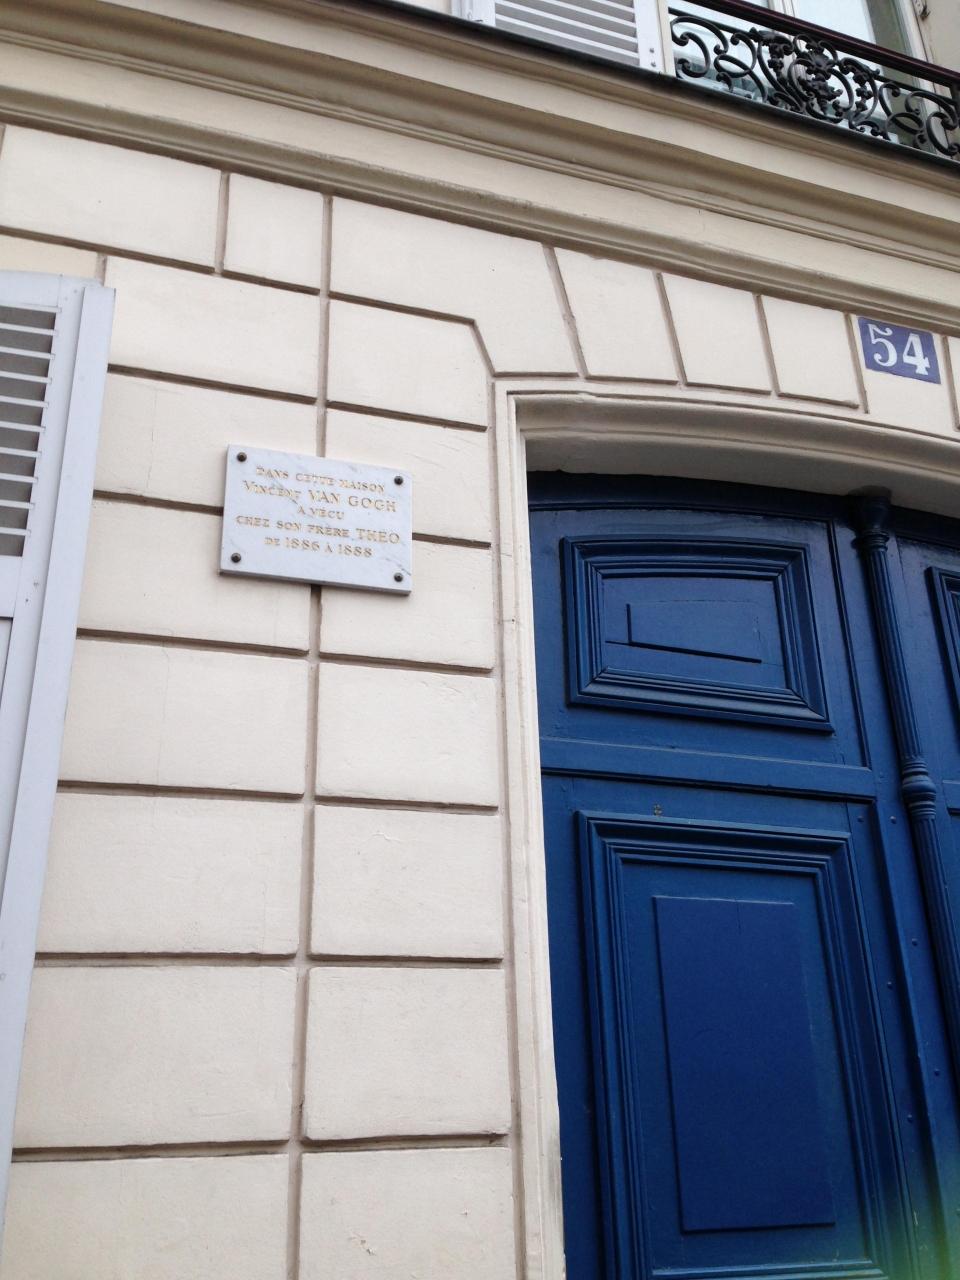 54
DANS CETTE MAISON
VINCENT VAN GOGH
A VÉCU
CHEZ SON FRÈRE THEO
DE 1886 À 1888